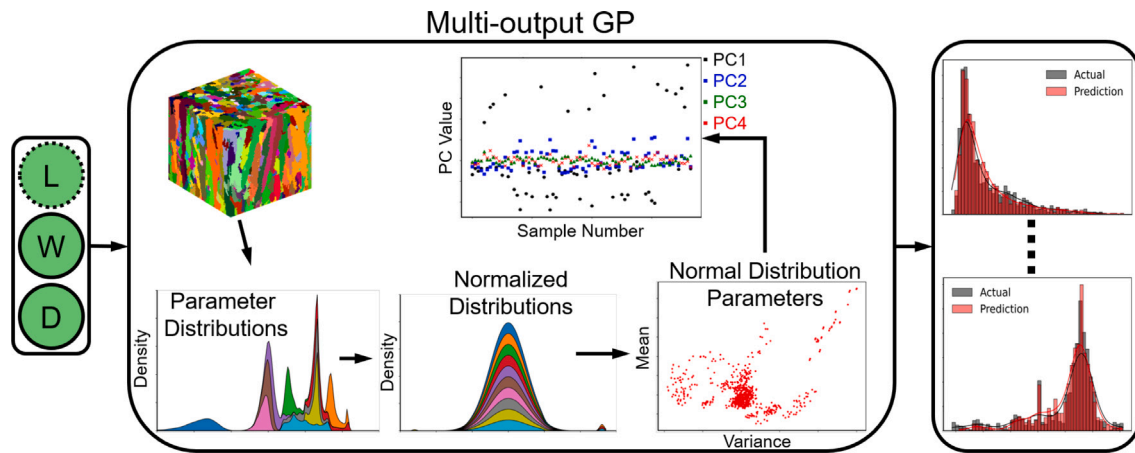 Multi-output GP
L
W
D
PC Value
Sample Number
PC1
PC2
PC3
PC4
Parameter
Distributions
Density
Normalized
Distributions
Density
Normal Distribution
Parameters
Mean
Variance
Actual
Prediction
Actual
Prediction